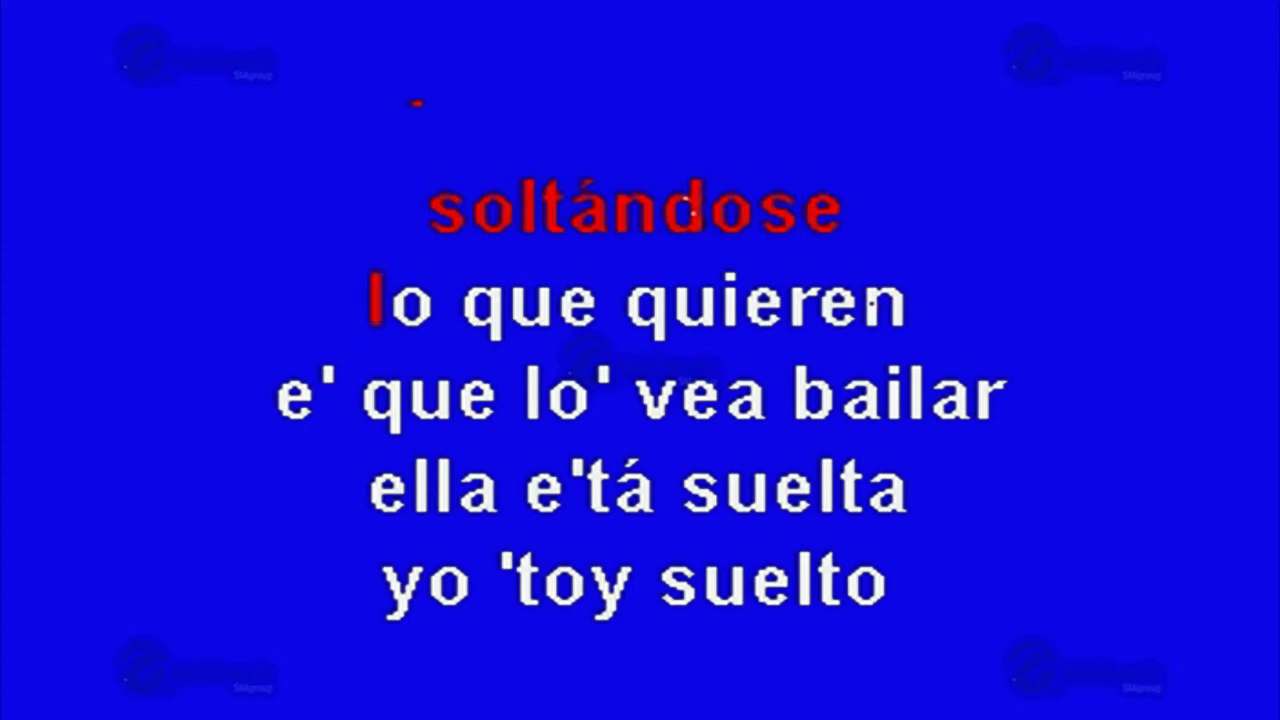 soltándose
lo que quieren
e' que lo' vea bailar
ella e'tá suelta
yo 'toy suelto